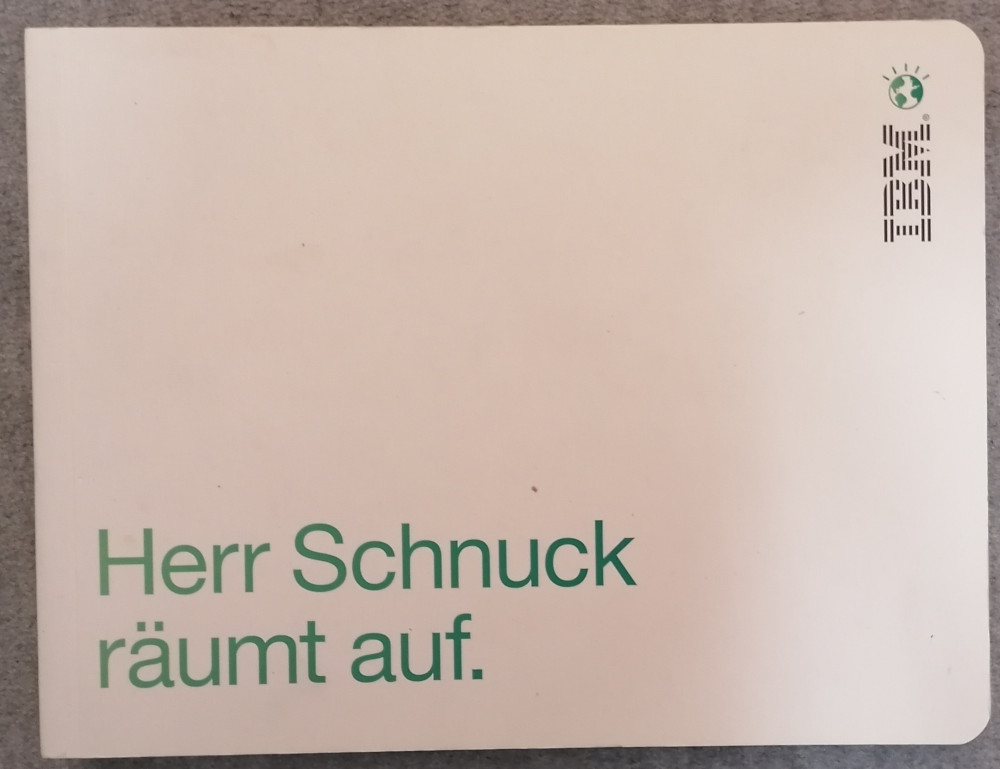 IBM®
Herr Schnuck
räumt auf.